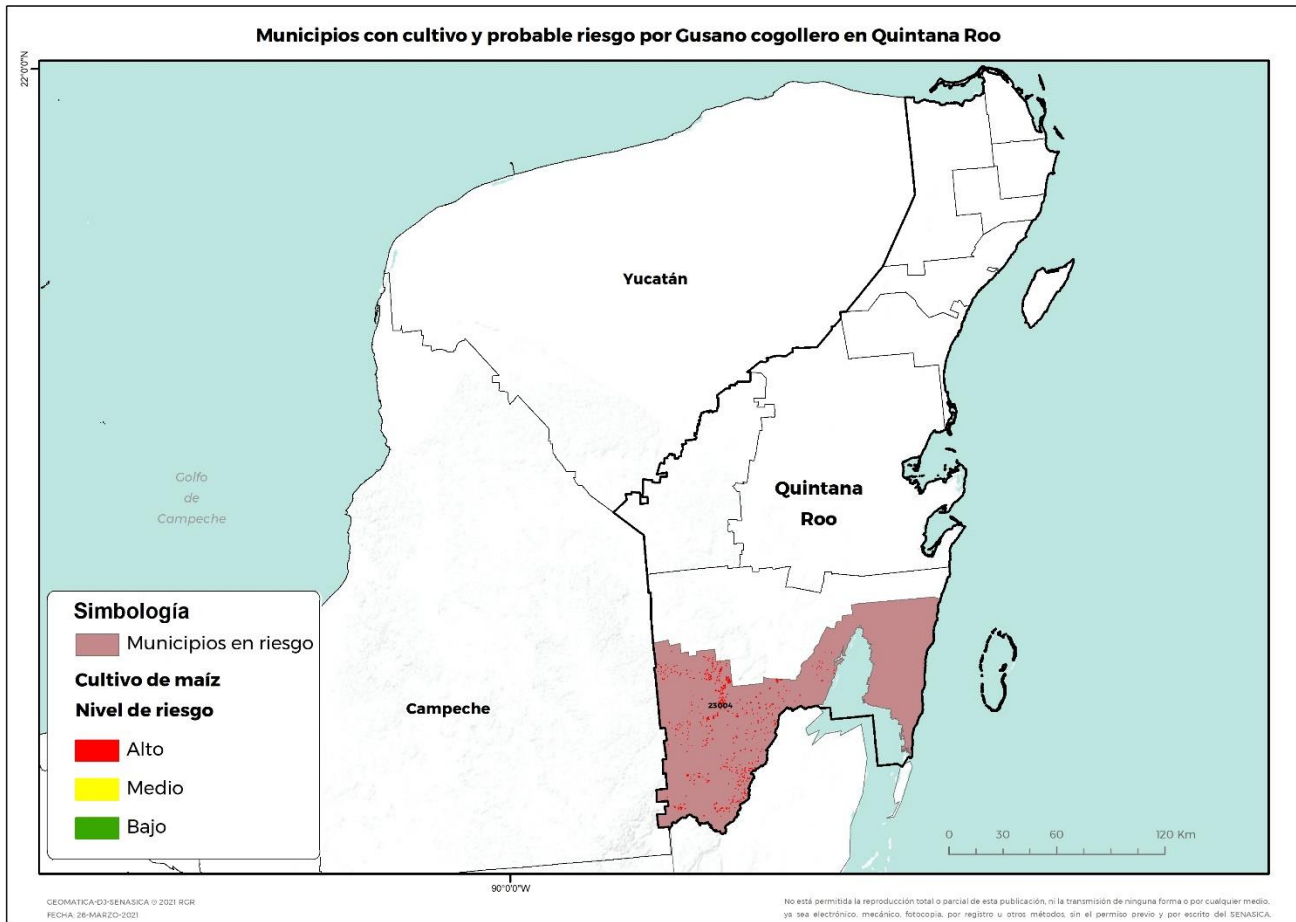 Municipios con cultivo y probable riesgo por Gusano cogollero en Quintana Roo
22°0'0"N
Yucatán
Golfo
de
Campeche
Quintana
Roo
Simbología
Municipios en riesgo
Cultivo de maíz
Nivel de riesgo
Alto
Medio
Bajo
Campeche
23004
0 30 60 120 Km
90°0'0"W
GEOMATICA-DJ-SENASICA © 2021 RGR
FECHA: 26-MARZO-2021
No está permitida la reproducción total o parcial de esta publicación, ni la transmisión de ninguna forma o por cualquier medio,
ya sea electrónico, mecánico, fotocopia, por registro u otros métodos, sin el permiso previo y por escrito del SENASICA.